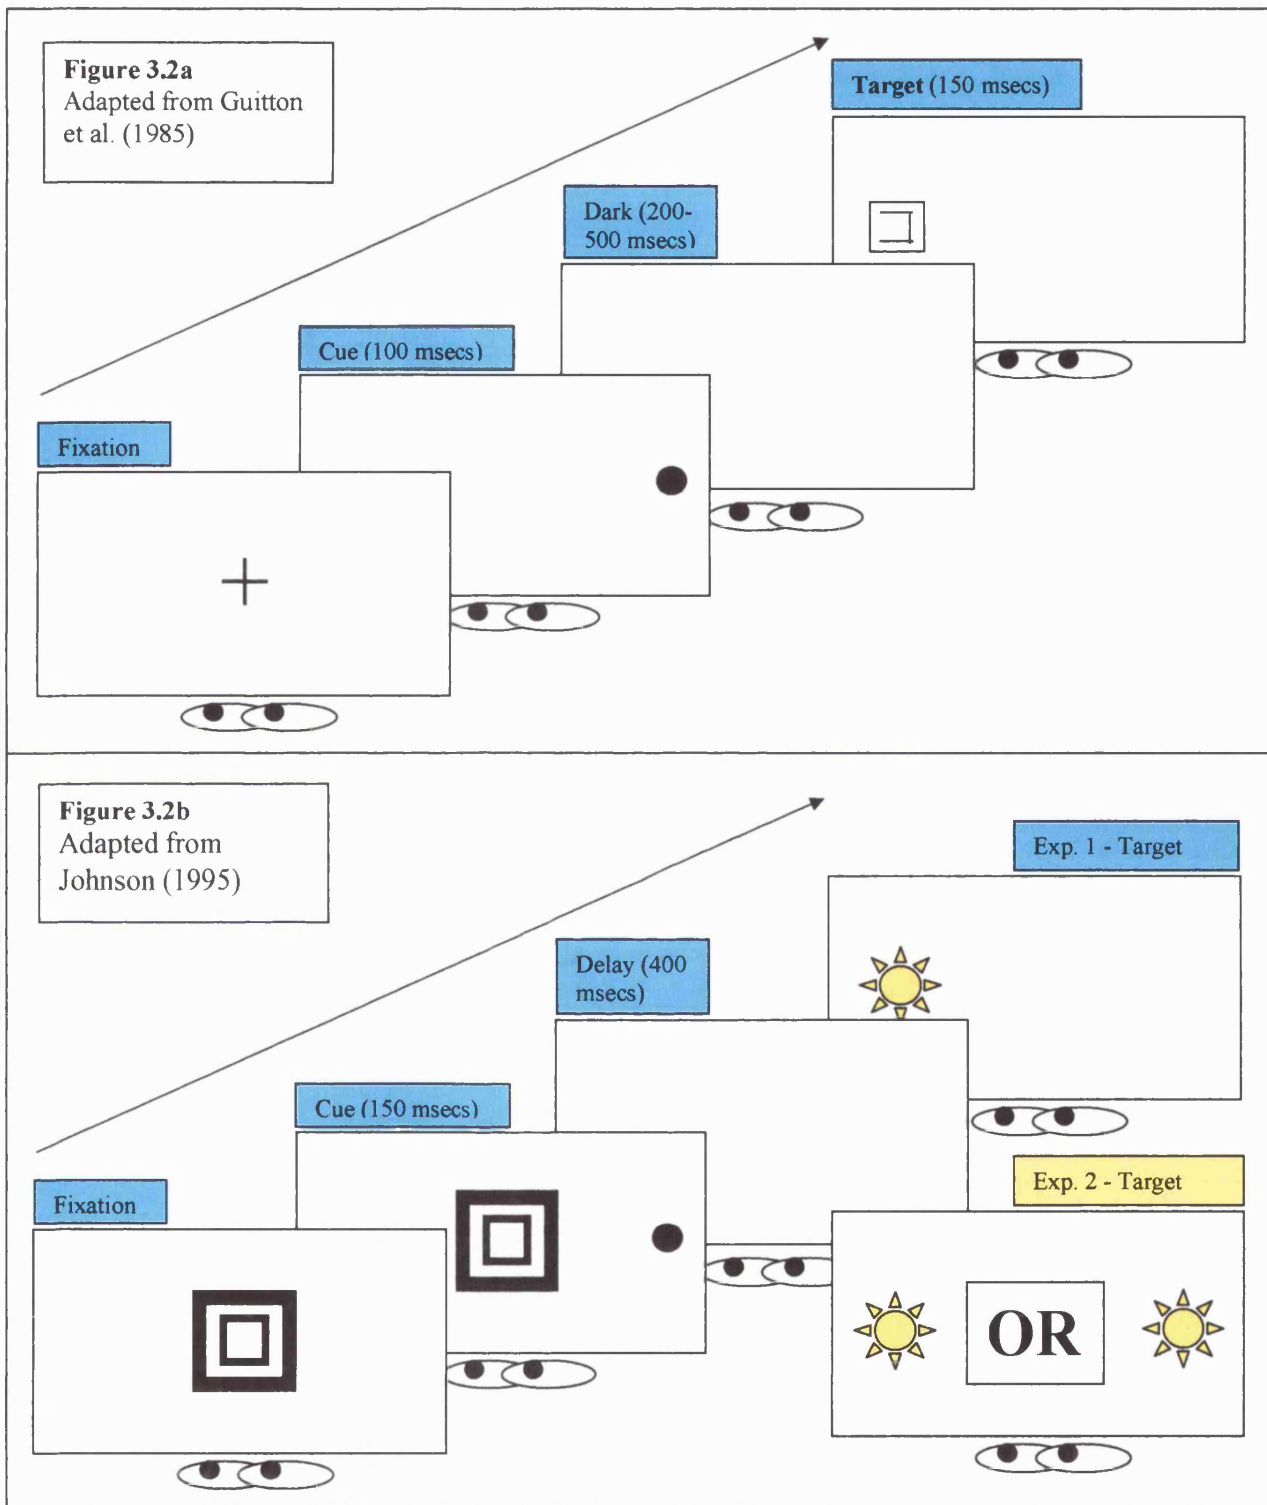 Figure 3.2a
Adapted from Guitton
et al. (1985)
Target (150 msecs)
Dark (200-
500 msecs)
Cue (100 msecs)
Fixation
Figure 3.2b
Adapted from
Johnson (1995)
Exp. 1 - Target
Delay (400
msecs)
Cue (150 msecs)
Exp. 2 - Target
Fixation
OR